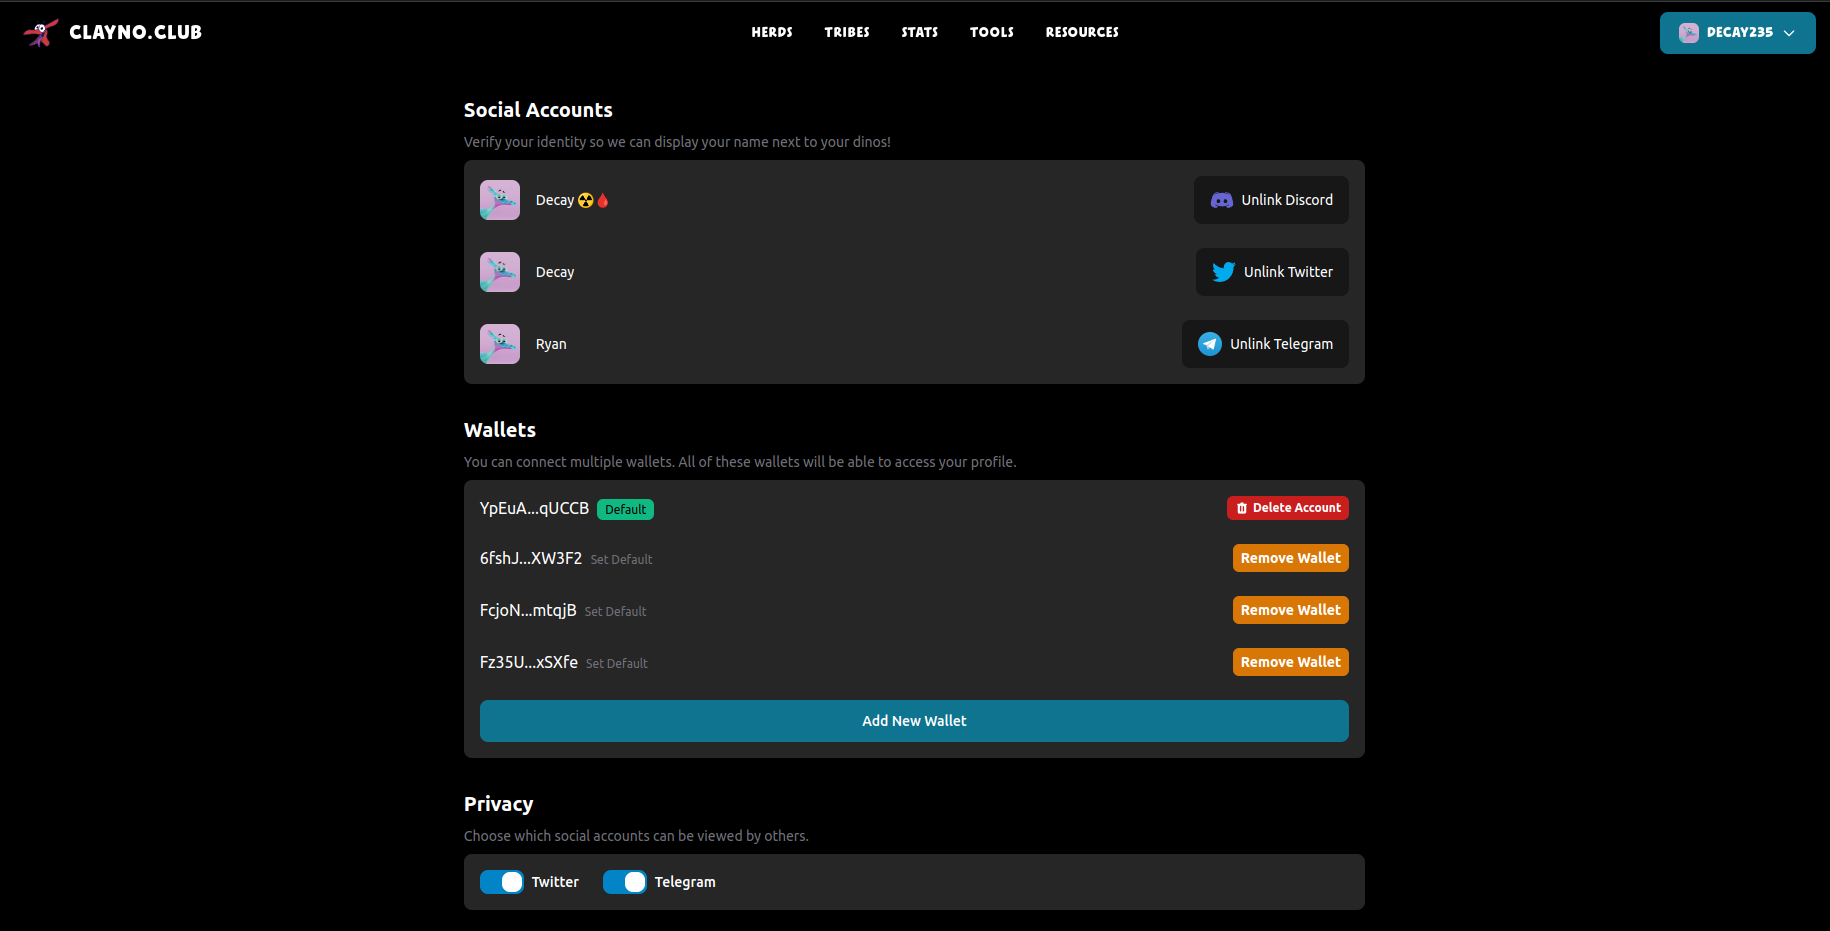 CLAYNO.CLUB
HERDS TRIBES STATS TOOLS RESOURCES
DECAY235
Social Accounts
Verify your identity so we can display your name next to your dinos!
Decay ☢️🩸
Unlink Discord
Decay
Unlink Twitter
Ryan
Unlink Telegram
Wallets
You can connect multiple wallets. All of these wallets will be able to access your profile.
YpEuA...qUCCB Default
Delete Account
6fshJ...XW3F2 Set Default
Remove Wallet
FcjoN...mtqjB Set Default
Remove Wallet
Fz35U...xSXfe Set Default
Remove Wallet
Add New Wallet
Privacy
Choose which social accounts can be viewed by others.
Twitter Telegram